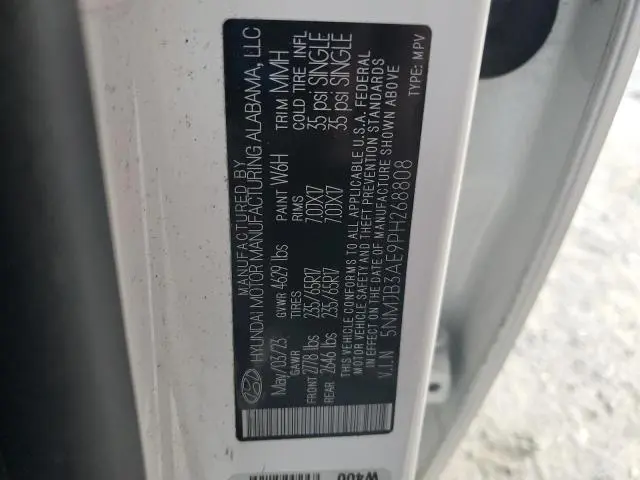 MANUFACTURED BY
HYUNDAI MOTOR MANUFACTURING ALABAMA, LLC
May/03/23 GVWR 4629 lbs PAINT W6H TRIM MMH
GAWR TIRES RIMS COLD TIRE INFL
FRONT 2778 lbs 235/65R17 7.0JX17 35 psi SINGLE
REAR 2646 lbs 235/65R17 7.0JX17 35 psi SINGLE
THIS VEHICLE CONFORMS TO ALL APPLICABLE U.S.A. FEDERAL
MOTOR VEHICLE SAFETY AND THEFT PREVENTION STANDARDS
IN EFFECT ON THE DATE OF MANUFACTURE SHOWN ABOVE
V.I.N 5NMJB3AE9PH268808 TYPE: MPV
W400